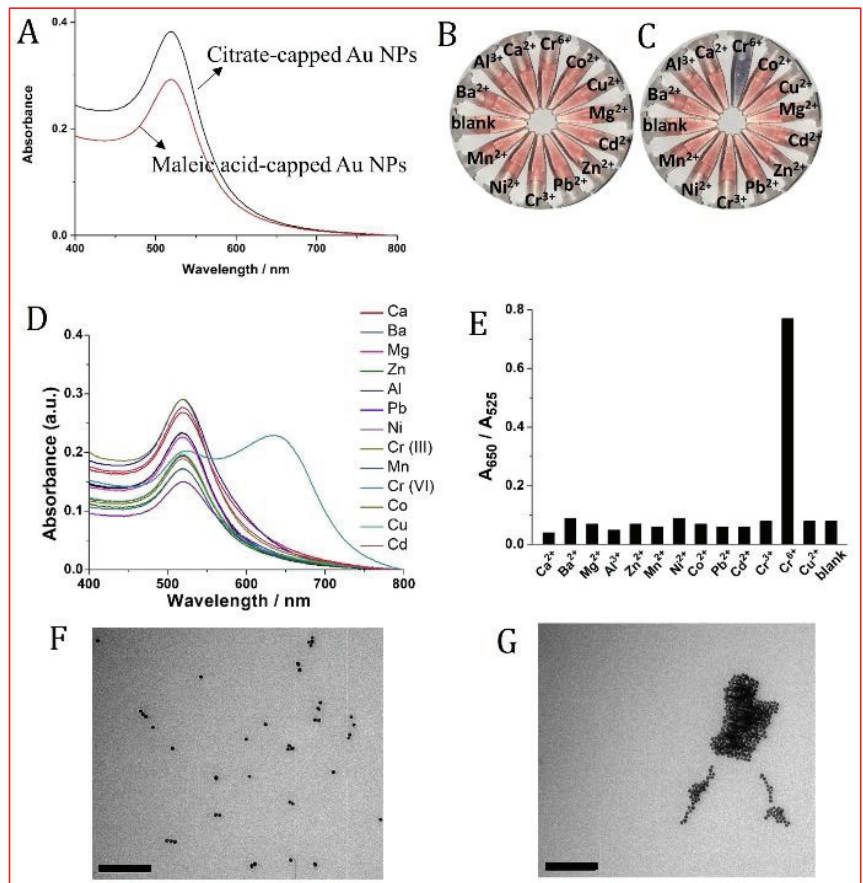 A
0.4
0.2
0.0
Absorbance
Citrate-capped Au NPs
Maleic acid-capped Au NPs
400
500
600
700
800
Wavelength / nm
B
Cr6+
Co2+
Cu2+
Mg2+
Cd2+
Zn2+
Pb2+
Cr3+
Ni2+
Mn2+
blank
Ba2+
Al3+
Ca2+
C
Cr6+
Co2+
Cu2+
Mg2+
Cd2+
Zn2+
Pb2+
Cr3+
Ni2+
Mn2+
blank
Ba2+
Al3+
Ca2+
D
0.4
0.3
0.2
0.1
0.0
Absorbance (a.u.)
400
500
600
700
800
Wavelength / nm
Ca
Ba
Mg
Zn
Al
Pb
Ni
Cr (III)
Mn
Cr (VI)
Co
Cu
Cd
E
0.8
0.6
0.4
0.2
0.0
A650 / A525
Ca2+
Ba2+
Mg2+
Al3+
Zn2+
Mn2+
Ni2+
Co2+
Pb2+
Cd2+
Cr3+
Cr6+
Cu2+
blank
F
G